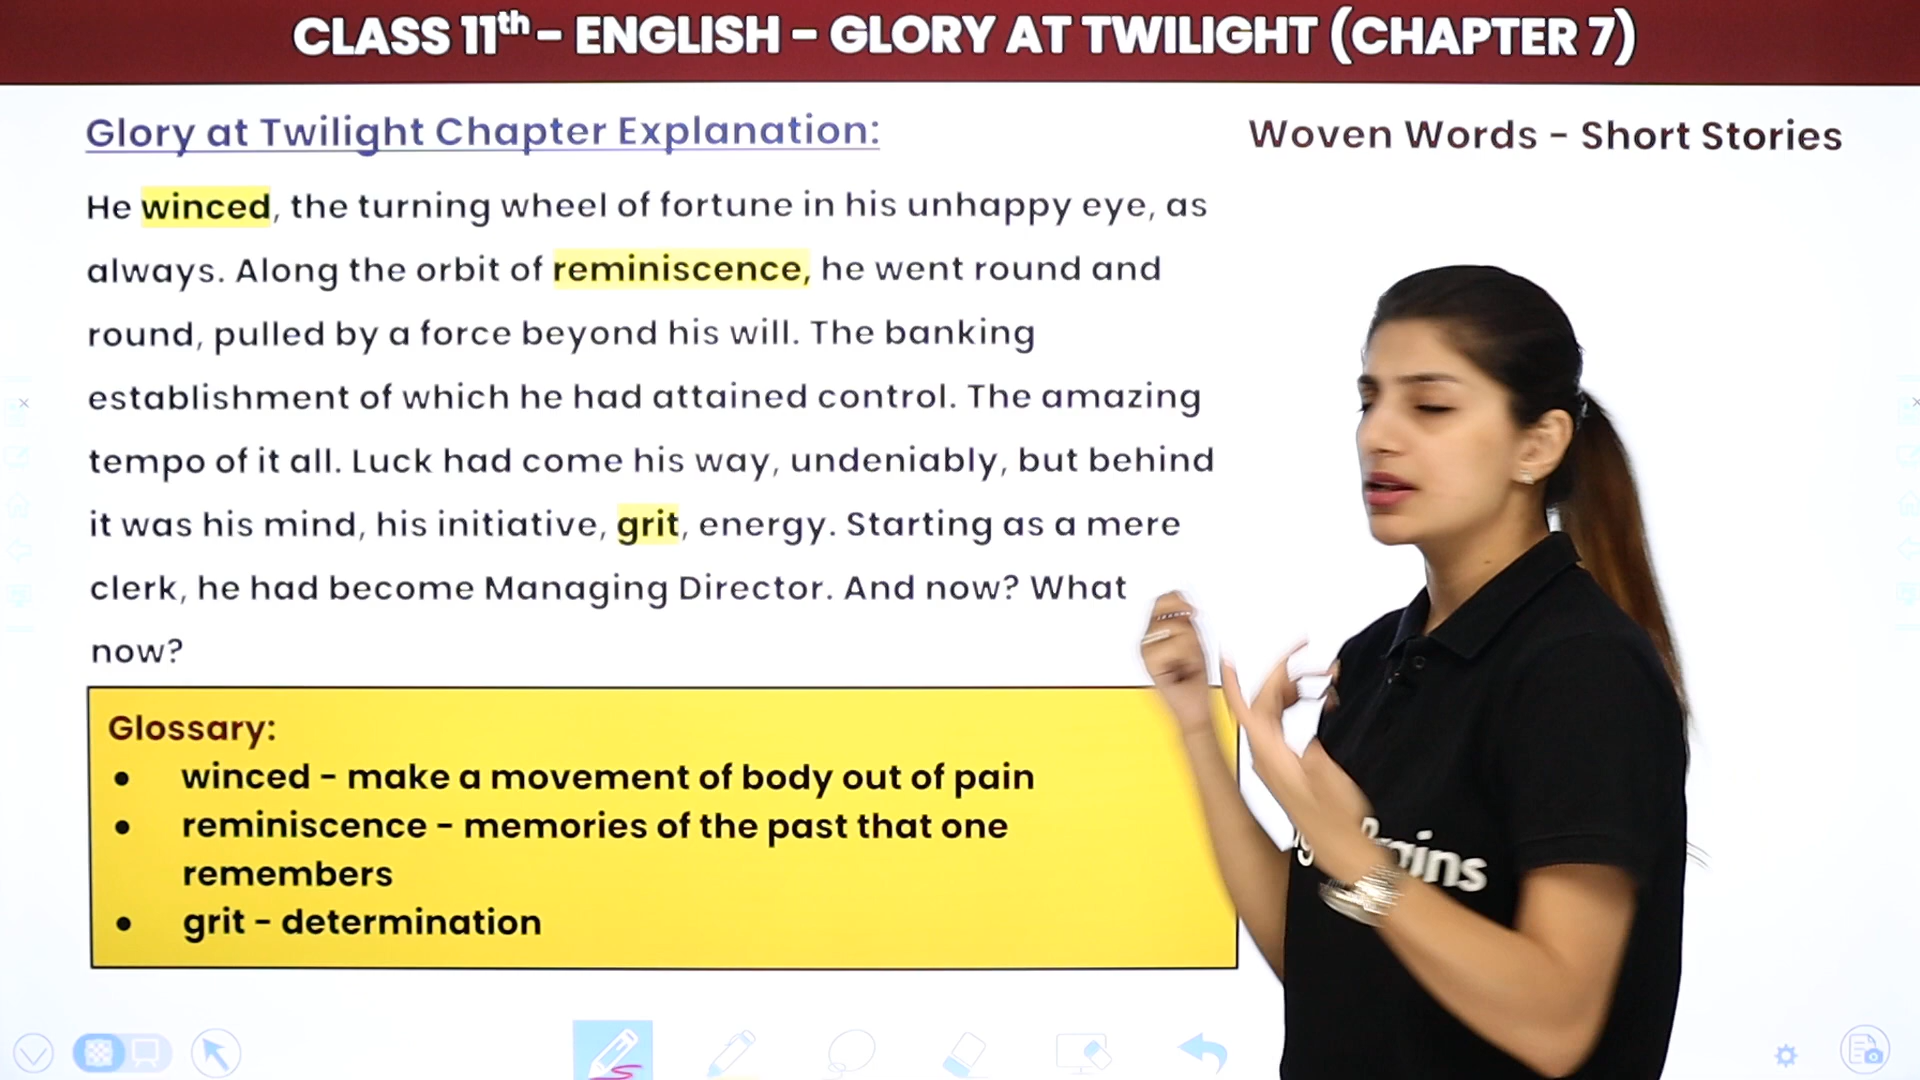 CLASS 11th - ENGLISH - GLORY AT TWILIGHT (CHAPTER 7)
Glory at Twilight Chapter Explanation:
Woven Words - Short Stories
He winced, the turning wheel of fortune in his unhappy eye, as
always. Along the orbit of reminiscence, he went round and
round, pulled by a force beyond his will. The banking
establishment of which he had attained control. The amazing
tempo of it all. Luck had come his way, undeniably, but behind
it was his mind, his initiative, grit, energy. Starting as a mere
clerk, he had become Managing Director. And now? What
now?
Glossary:
• winced - make a movement of body out of pain
• reminiscence - memories of the past that one
remembers
• grit - determination